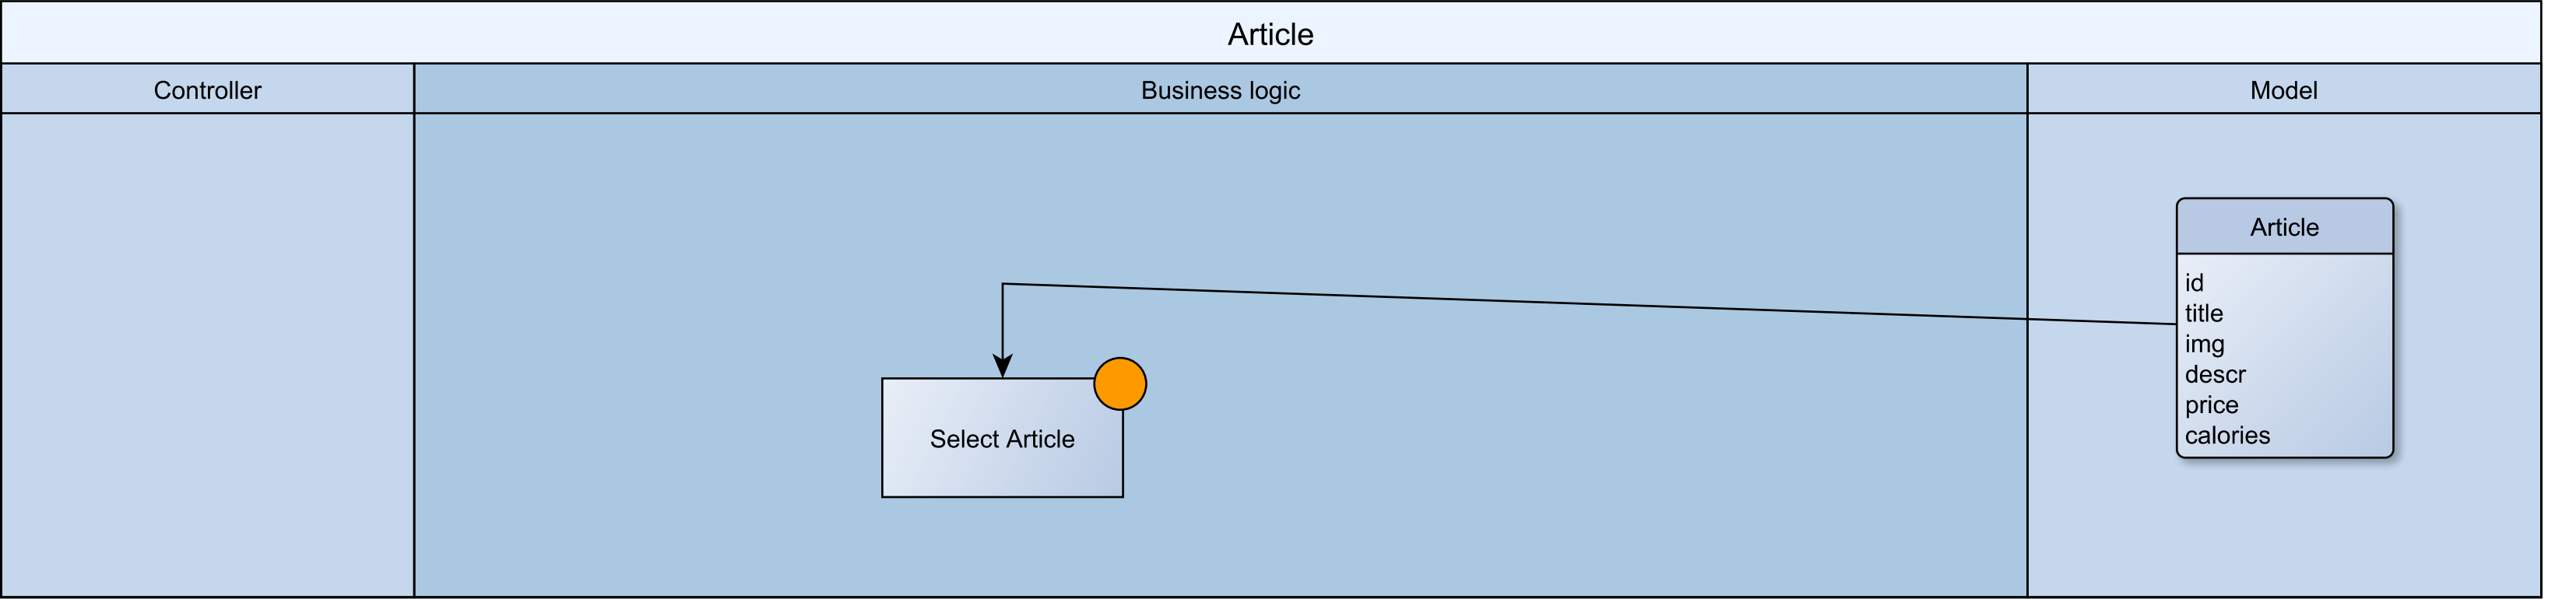 Article
Controller
Business logic
Model
Article
id
title
img
descr
price
calories
Select Article